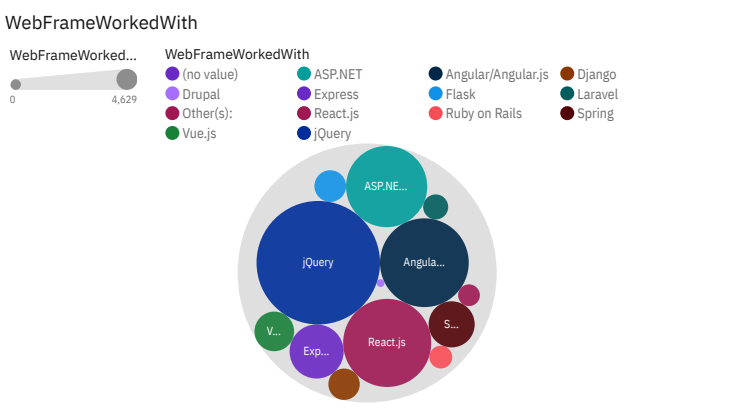 WebFrameWorkedWith
WebFrameWorked...
0 4,629
WebFrameWorkedWith
(no value) ASP.NET Angular/Angular.js Django
Drupal Express Flask Laravel
Other(s): React.js Ruby on Rails Spring
Vue.js jQuery
ASP.NE...
jQuery Angula...
V... S...
Exp... React.js